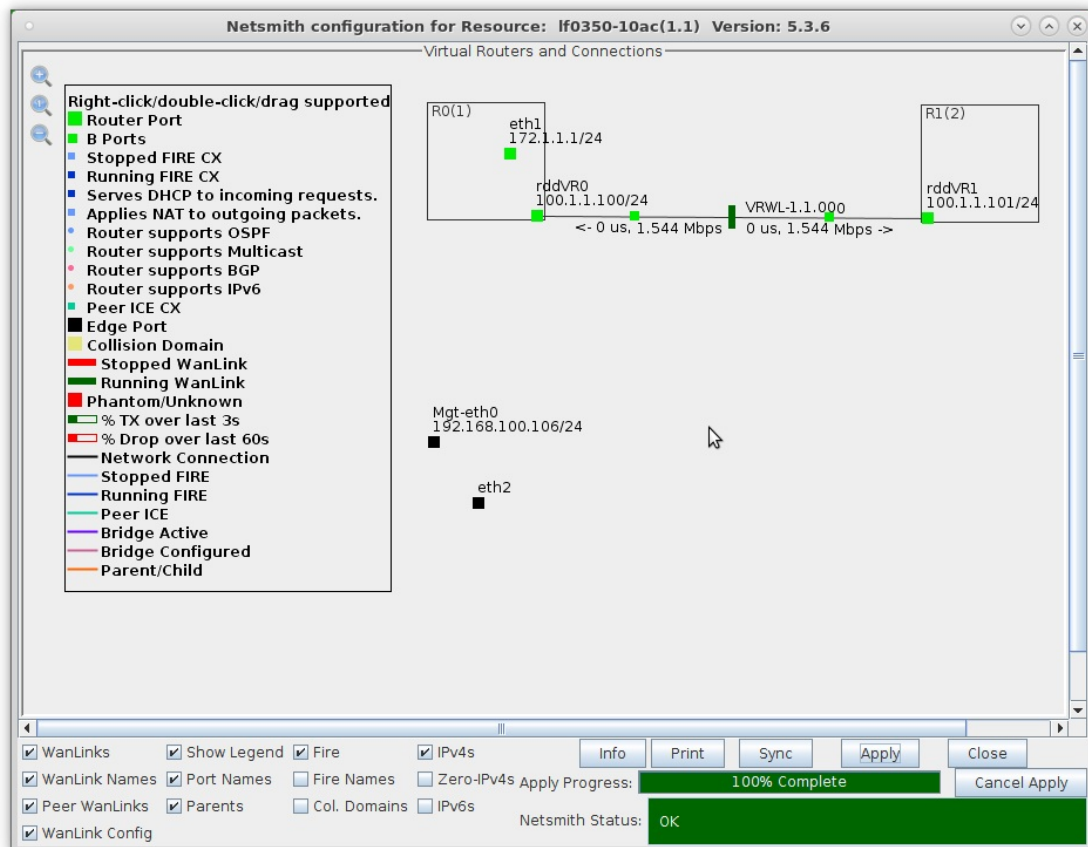 Netsmith configuration for Resource: lf0350-10ac(1.1) Version: 5.3.6
Virtual Routers and Connections
Right-click/double-click/drag supported
Router Port
B Ports
Stopped FIRE CX
Running FIRE CX
Serves DHCP to incoming requests.
Applies NAT to outgoing packets.
Router supports OSPF
Router supports Multicast
Router supports BGP
Router supports IPv6
Peer ICE CX
Edge Port
Collision Domain
Stopped WanLink
Running WanLink
Phantom/Unknown
% TX over last 3s
% Drop over last 60s
Network Connection
Stopped FIRE
Running FIRE
Peer ICE
Bridge Active
Bridge Configured
Parent/Child
R0(1)
eth1
172.1.1.1/24
rddVR0
100.1.1.100/24
VRWL-1.1.000
<- 0 us, 1.544 Mbps
0 us, 1.544 Mbps ->
R1(2)
rddVR1
100.1.1.101/24
Mgt-eth0
192.168.100.106/24
eth2
WanLinks Show Legend Fire IPv4s Info Print Sync Apply Close
WanLink Names Port Names Fire Names Zero-IPv4s Apply Progress: 100% Complete Cancel Apply
Peer WanLinks Parents Col. Domains IPv6s
Netsmith Status: OK
WanLink Config